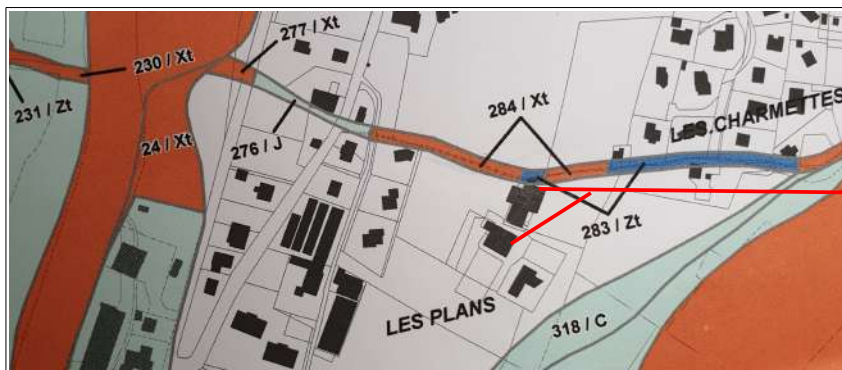 277 / Xt
230 / Xt
231 / Zt
24 / Xt
276 / J
284 / Xt
LES CHARMETTES
283 / Zt
LES PLANS
318 / C